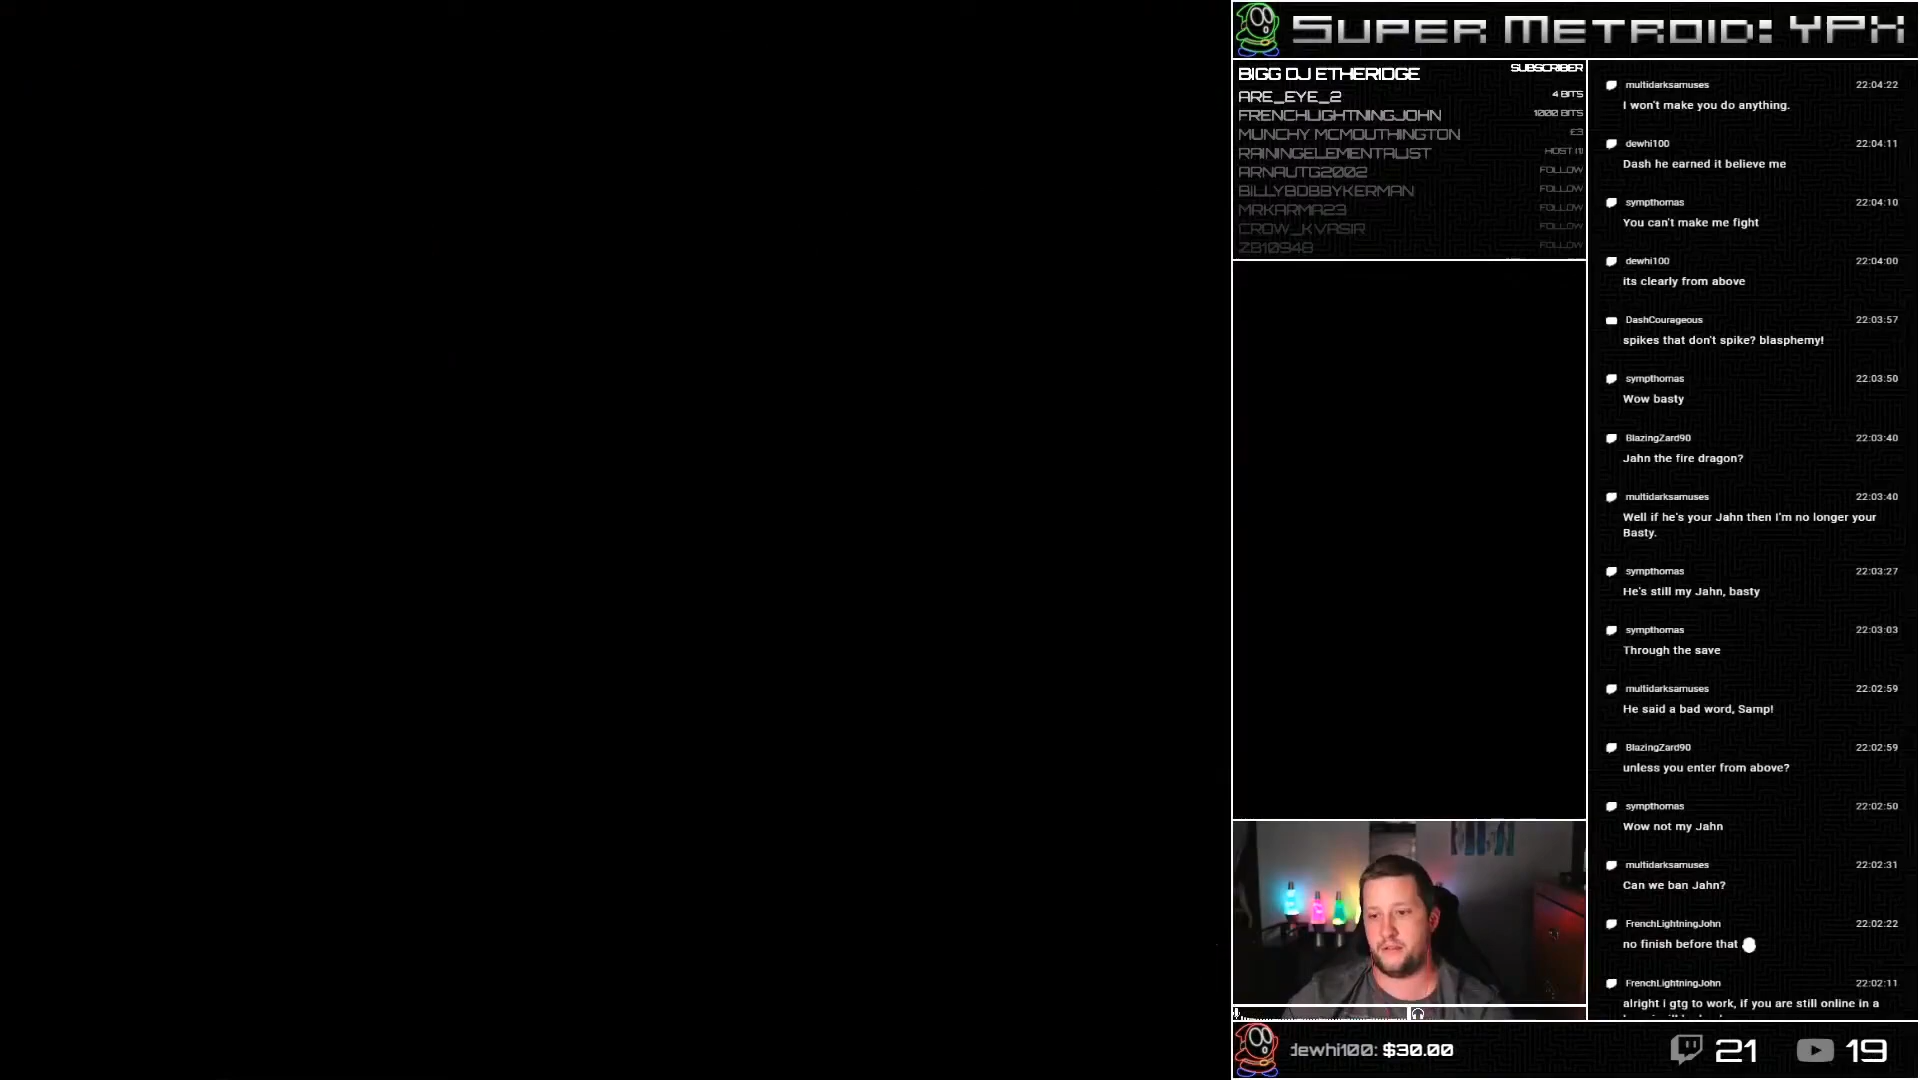 SUPER METROID: YPX
BIGG DJ ETHERIDGE SUBSCRIBER
ARE_EYE_2 4 BITS
FRENCHLIGHTNINGJOHN 1000 BITS
MUNCHY MCMOUTHINGTON £3
RAININGELEMENTALIST HOST (1)
ARNAUTG2002 FOLLOW
BILLYBOBBYKERMAN FOLLOW
MRKARMA23 FOLLOW
CROW_KVASIR FOLLOW
ZB10948 FOLLOW
multidarksamuses 22:04:22
I won't make you do anything.
dewhi100 22:04:11
Dash he earned it believe me
sympthomas 22:04:10
You can't make me fight
dewhi100 22:04:00
its clearly from above
DashCourageous 22:03:57
spikes that don't spike? blasphemy!
sympthomas 22:03:50
Wow basty
BlazingZard90 22:03:40
Jahn the fire dragon?
multidarksamuses 22:03:40
Well if he's your Jahn then I'm no longer your
Basty.
sympthomas 22:03:27
He's still my Jahn, basty
sympthomas 22:03:03
Through the save
multidarksamuses 22:02:59
He said a bad word, Samp!
BlazingZard90 22:02:59
unless you enter from above?
sympthomas 22:02:50
Wow not my Jahn
multidarksamuses 22:02:31
Can we ban Jahn?
FrenchLightningJohn 22:02:22
no finish before that
FrenchLightningJohn 22:02:11
alright i gtg to work, if you are still online in a
dewhi100: $30.00
21 19